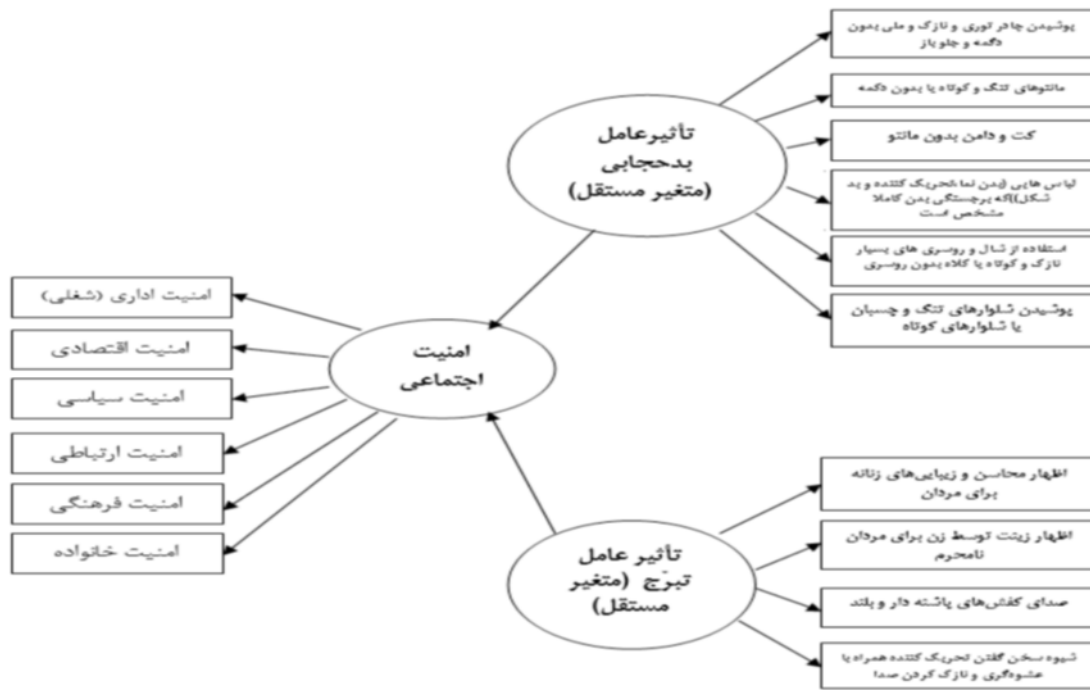 پوشیدن چادر توری و نازک و ملی بدون
دگمه و جلو باز
مانتوهای تنگ و کوتاه یا بدون دکمه
کت و دامن بدون مانتو
لباس هایی (بدن نما،تحریک کننده و بد
شکل))که برجستگی بدن کاملا
مشخص است
استفاده از شال و روسری های بسیار
نازک و کوتاه یا کلاه بدون روسری
پوشیدن شلوارهای تنگ و چسبان
یا شلوارهای کوتاه
تأثیرعامل
بدحجابی
(متغیر مستقل)
امنیت
اجتماعی
امنیت اداری (شغلی)
امنیت اقتصادی
امنیت سیاسی
امنیت ارتباطی
امنیت فرهنگی
امنیت خانواده
تأثیر عامل
تبرّج (متغیر
مستقل)
اظهار محاسن و زیبایی‌های زنانه
برای مردان
اظهار زینت توسط زن برای مردان
نامحرم
صدای کفش‌های پاشنه دار و بلند
شیوه سخن گفتن تحریک کننده همراه با
عشوه‌گری و نازک کردن صدا